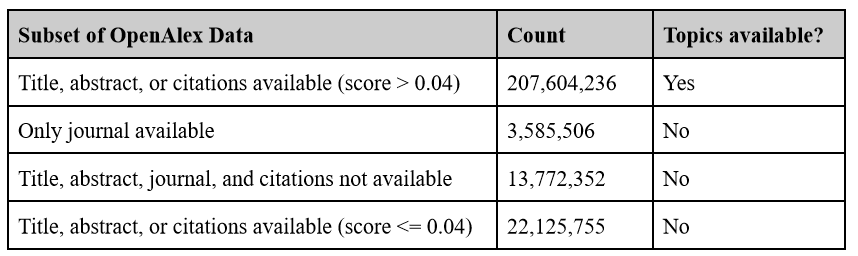 Subset of OpenAlex Data Count Topics available?
Title, abstract, or citations available (score > 0.04) 207,604,236 Yes
Only journal available 3,585,506 No
Title, abstract, journal, and citations not available 13,772,352 No
Title, abstract, or citations available (score <= 0.04) 22,125,755 No